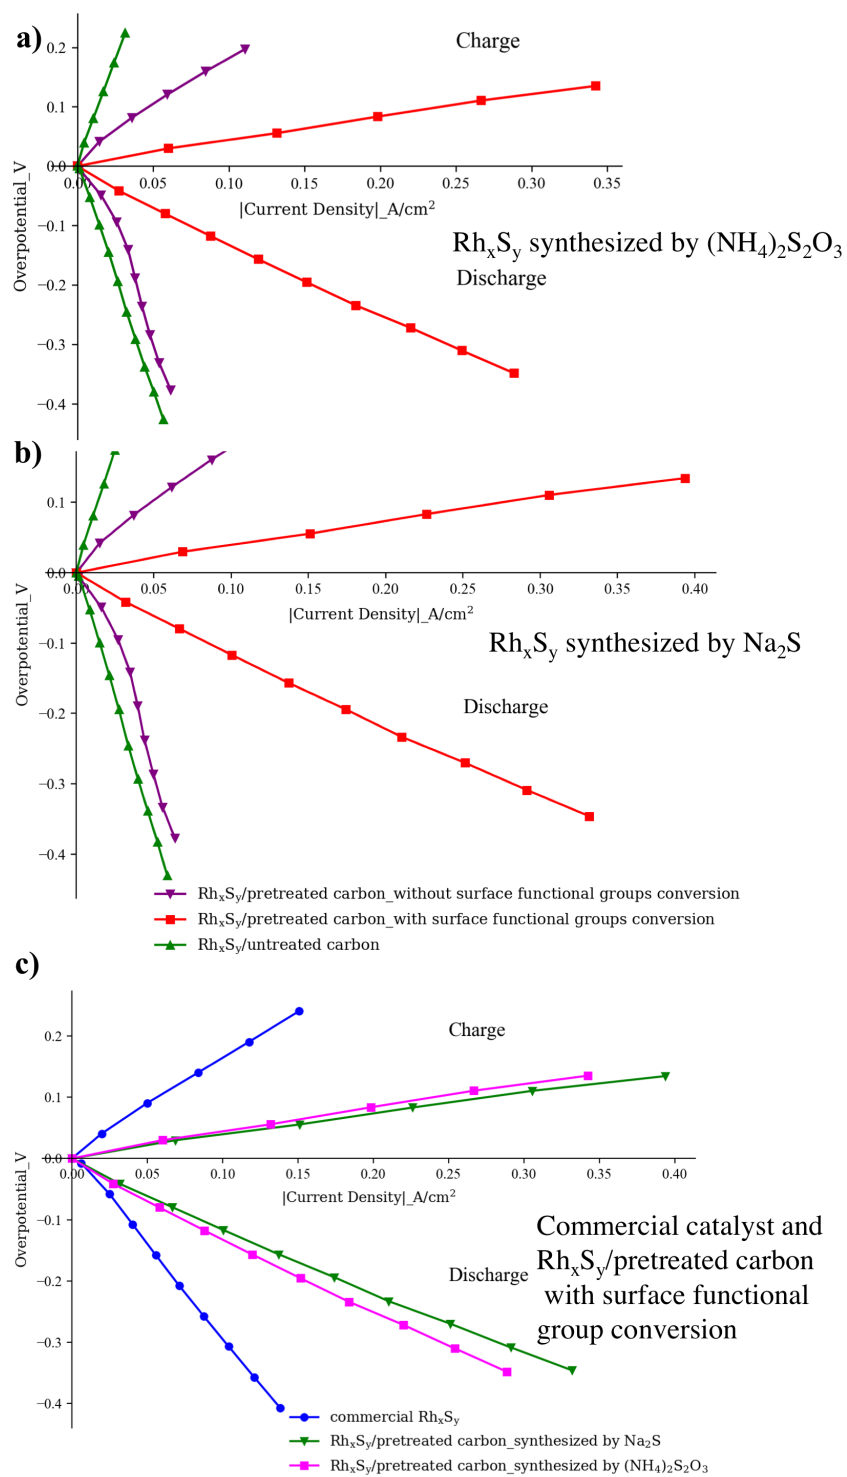 a)
Charge
0.2
0.1
0.0
0.00 0.05 0.10 0.15 0.20 0.25 0.30 0.35
|Current Density|_A/cm²
Overpotential_V
−0.1
RhₓSᵧ synthesized by (NH₄)₂S₂O₃
Discharge
−0.2
−0.3
−0.4
b)
0.1
0.0
0.00 0.05 0.10 0.15 0.20 0.25 0.30 0.35 0.40
|Current Density|_A/cm²
Overpotential_V
−0.1
RhₓSᵧ synthesized by Na₂S
Discharge
−0.2
−0.3
−0.4
RhₓSᵧ/pretreated carbon_without surface functional groups conversion
RhₓSᵧ/pretreated carbon_with surface functional groups conversion
RhₓSᵧ/untreated carbon
c)
Charge
0.2
0.1
0.0
0.00 0.05 0.10 0.15 0.20 0.25 0.30 0.35 0.40
|Current Density|_A/cm²
Overpotential_V
−0.1
Commercial catalyst and
RhₓSᵧ/pretreated carbon
with surface functional
group conversion
Discharge
−0.2
−0.3
−0.4
commercial RhₓSᵧ
RhₓSᵧ/pretreated carbon_synthesized by Na₂S
RhₓSᵧ/pretreated carbon_synthesized by (NH₄)₂S₂O₃